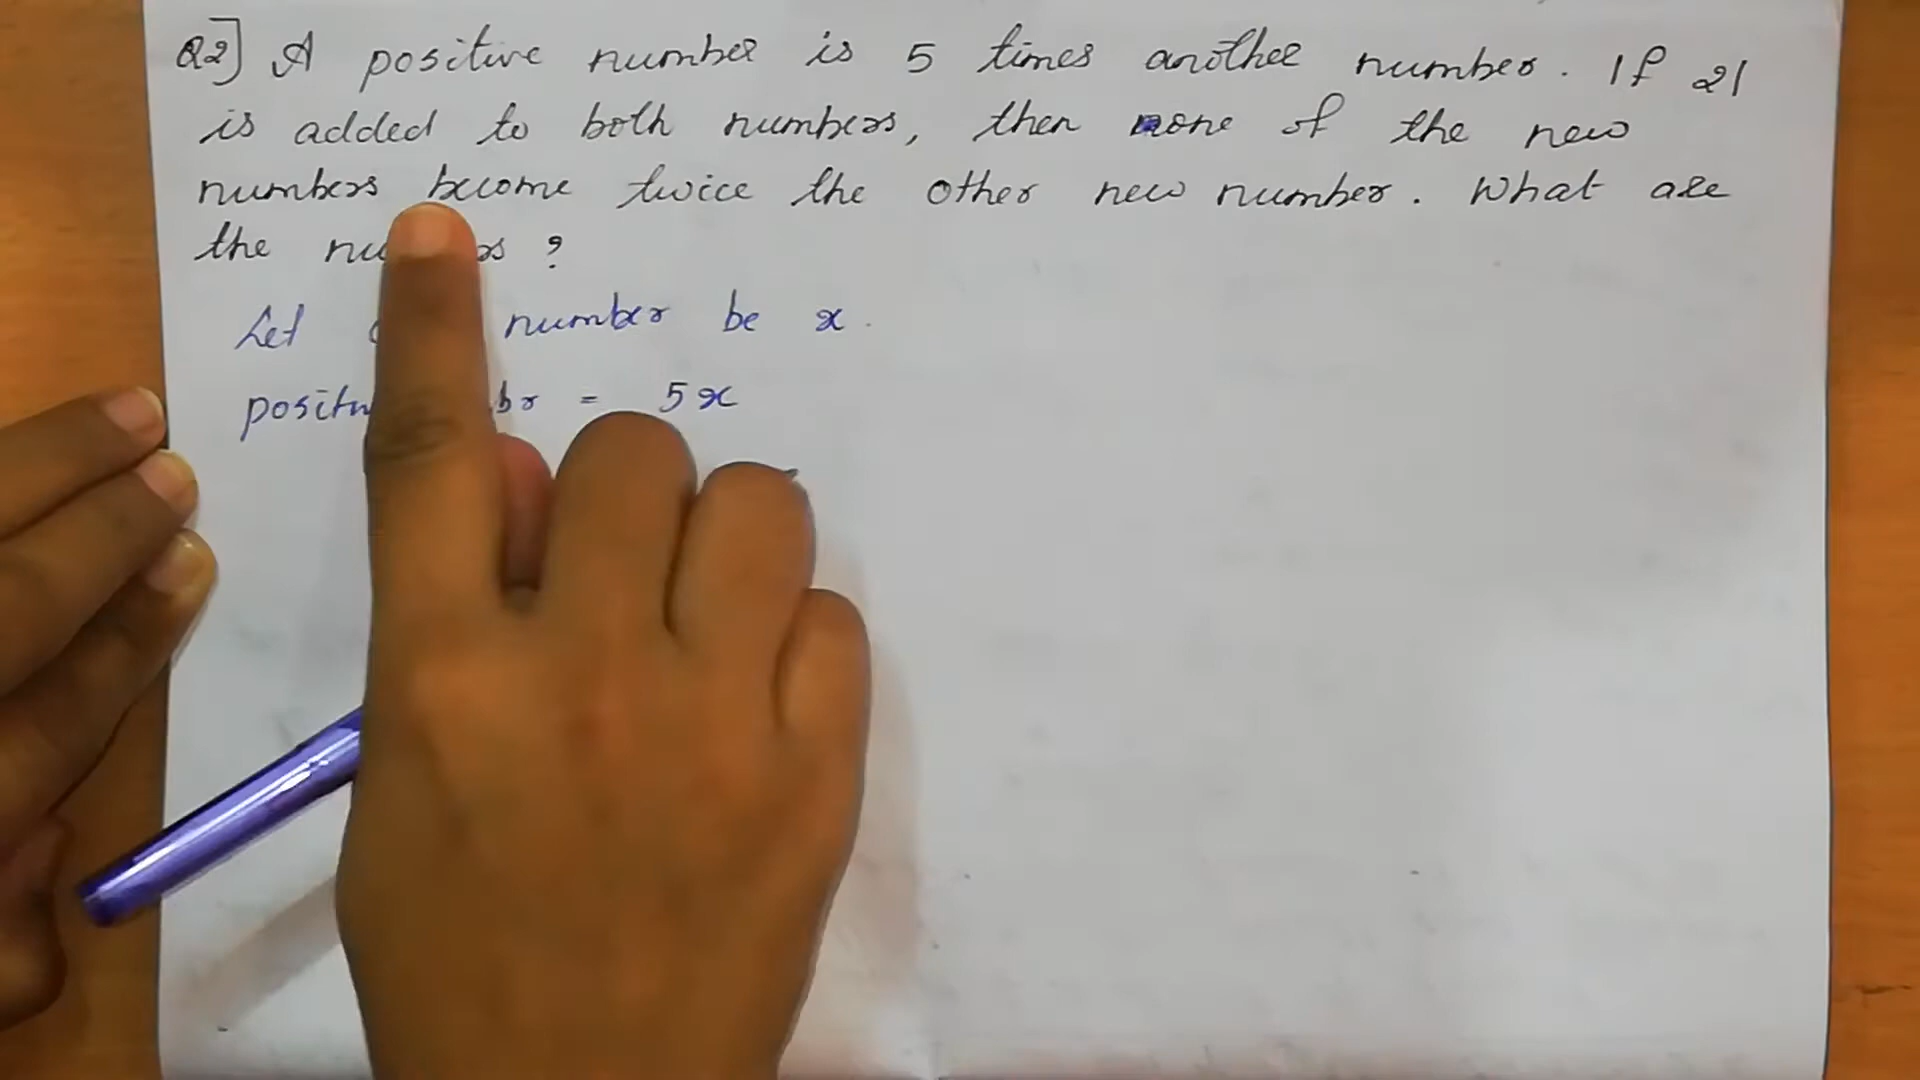 Q2] A positive number is 5 times another number. If 21
is added to both numbers, then one of the new
numbers become twice the other new number. What are
the ?
Let number be x.
= 5x